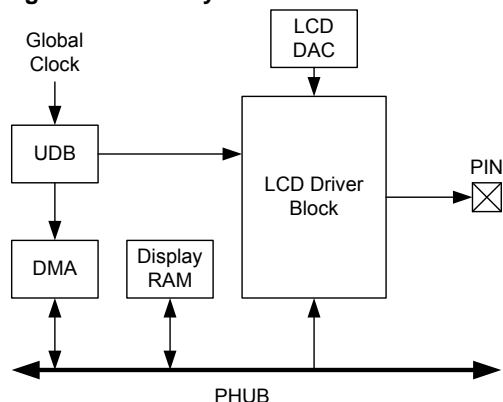 Global
Clock
LCD
DAC
UDB
LCD Driver
Block
PIN
DMA
Display
RAM
PHUB